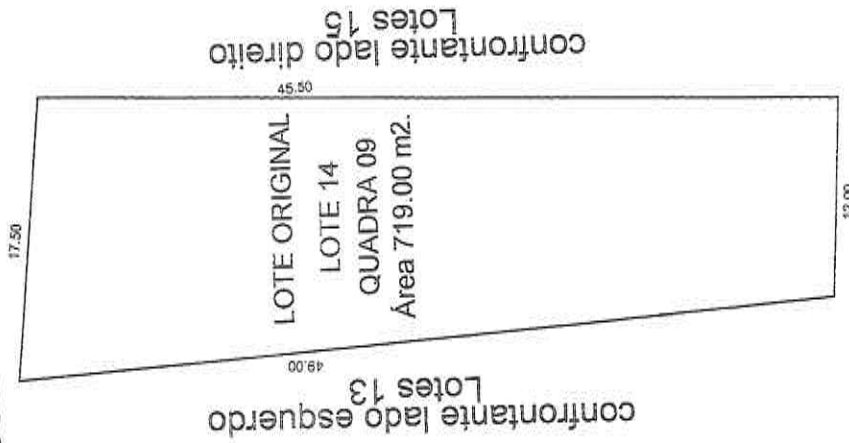 confrontante lado direito
Lotes 15
45.50
17.50
LOTE ORIGINAL
LOTE 14
QUADRA 09
Área 719.00 m2.
49.00
Lotes 13
confrontante lado esquerdo